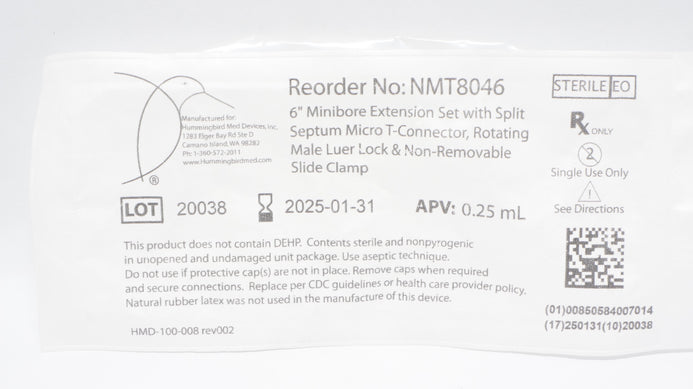 Manufactured for:
Hummingbird Med Devices, Inc.
1283 Elger Bay Rd Ste D
Camano Island, WA 98282
Ph: 1-360-572-2011
www.Hummingbirdmed.com
®
Reorder No: NMT8046
6" Minibore Extension Set with Split
Septum Micro T-Connector, Rotating
Male Luer Lock & Non-Removable
Slide Clamp
STERILE EO
Rx ONLY
2
Single Use Only
See Directions
LOT 20038
2025-01-31
APV: 0.25 mL
This product does not contain DEHP. Contents sterile and nonpyrogenic
in unopened and undamaged unit package. Use aseptic technique.
Do not use if protective cap(s) are not in place. Remove caps when required
and secure connections. Replace per CDC guidelines or health care provider policy.
Natural rubber latex was not used in the manufacture of this device.
HMD-100-008 rev002
(01)00850584007014
(17)250131(10)20038